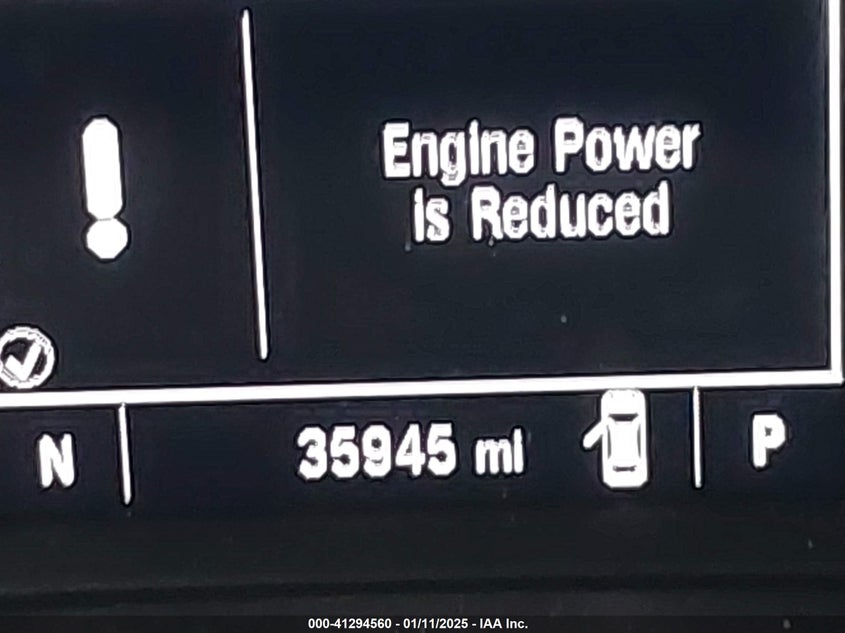 Engine Power
is Reduced
N
35945 mi
P
000-41294560 - 01/11/2025 - IAA Inc.